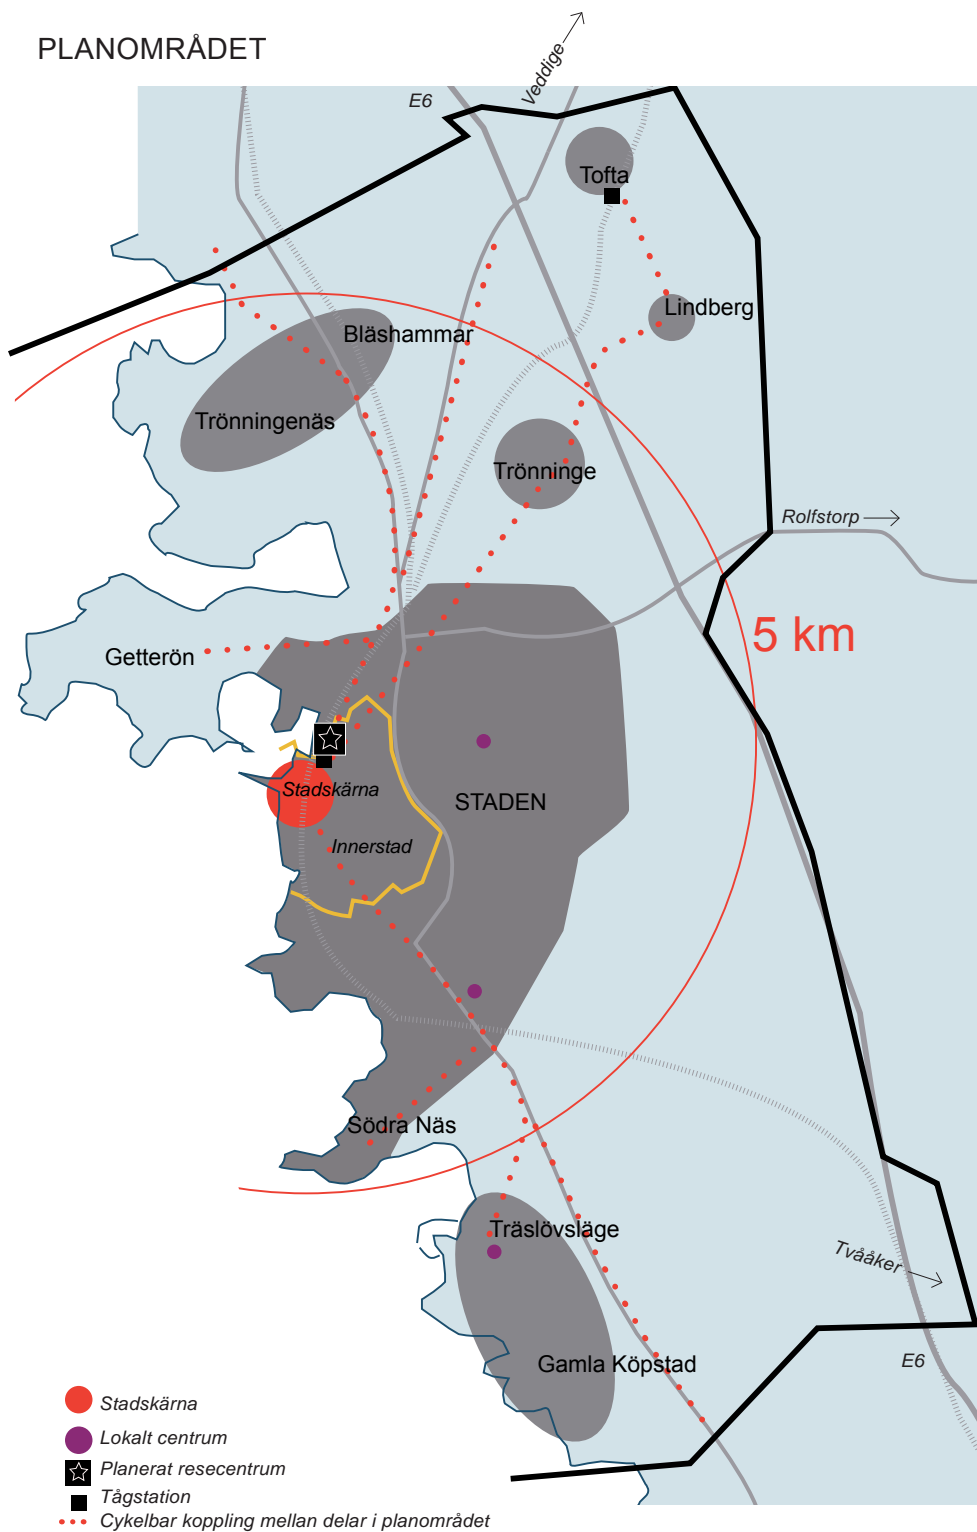 PLANOMRÅDET
Veddige
E6
Tofta
Lindberg
Bläshammar
Trönningenäs
Trönninge
Rolfstorp
5 km
Getterön
Stadskärna
STADEN
Innerstad
Södra Näs
Träslövsläge
Tvååker
Gamla Köpstad
E6
Stadskärna
Lokalt centrum
Planerat resecentrum
Tågstation
Cykelbar koppling mellan delar i planområdet